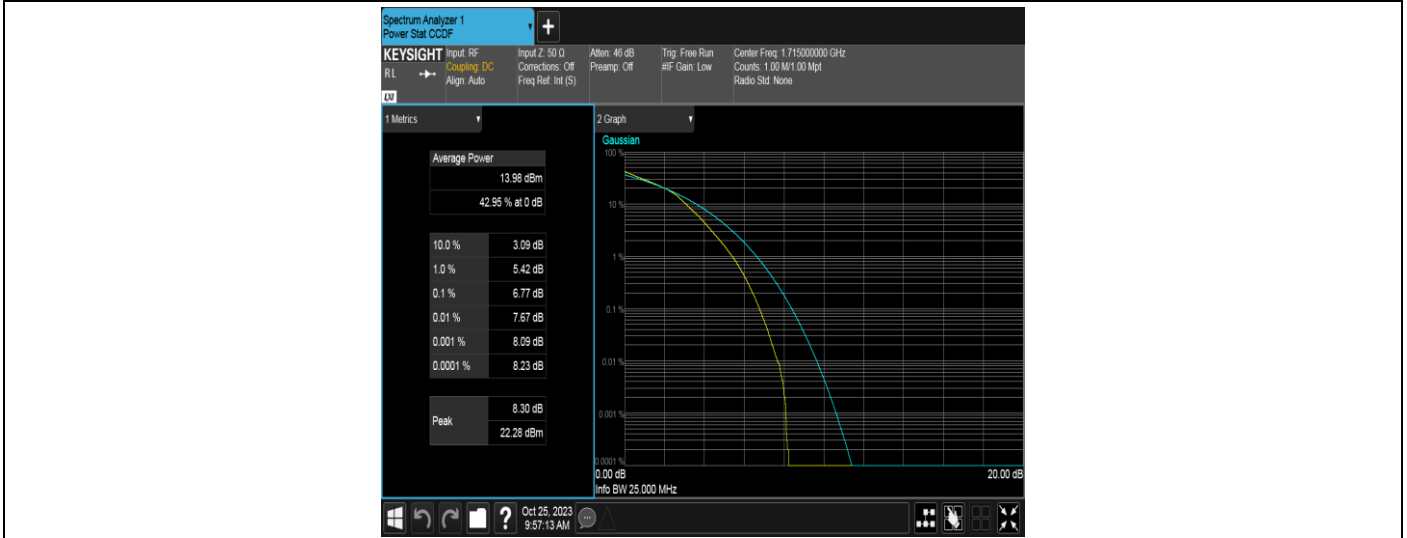 Spectrum Analyzer 1
Power Stat CCDF
+
KEYSIGHT
RL
LXI
Input: RF
Coupling: DC
Align: Auto
Input Z: 50 Ω
Corrections: Off
Freq Ref: Int (S)
Atten: 46 dB
Preamp: Off
Trig: Free Run
#IF Gain: Low
Center Freq: 1.715000000 GHz
Counts: 1.00 M/1.00 Mpt
Radio Std: None
1 Metrics
Average Power
13.98 dBm
42.95 % at 0 dB
10.0 % 3.09 dB
1.0 % 5.42 dB
0.1 % 6.77 dB
0.01 % 7.67 dB
0.001 % 8.09 dB
0.0001 % 8.23 dB
Peak
8.30 dB
22.28 dBm
2 Graph
Gaussian
100 %
10 %
1 %
0.1 %
0.01 %
0.001 %
0.0001 %
0.00 dB 20.00 dB
Info BW 25.000 MHz
?
Oct 25, 2023
9:57:13 AM